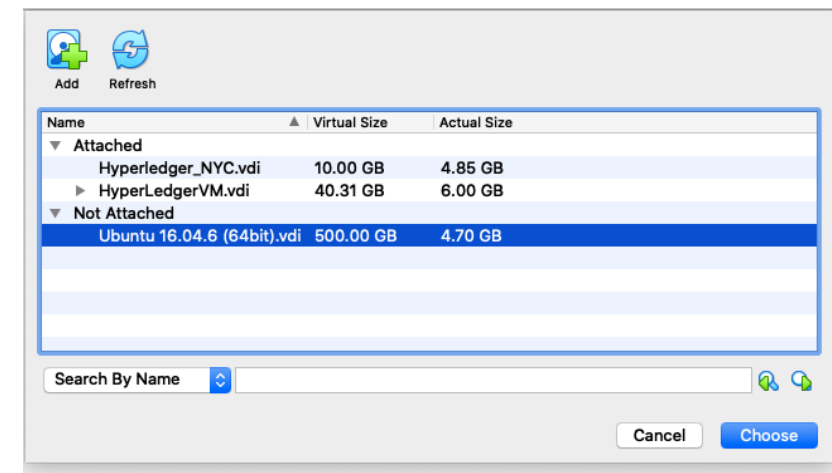 Add Refresh
Name Virtual Size Actual Size
Attached
Hyperledger_NYC.vdi 10.00 GB 4.85 GB
HyperLedgerVM.vdi 40.31 GB 6.00 GB
Not Attached
Ubuntu 16.04.6 (64bit).vdi 500.00 GB 4.70 GB
Search By Name
Cancel Choose